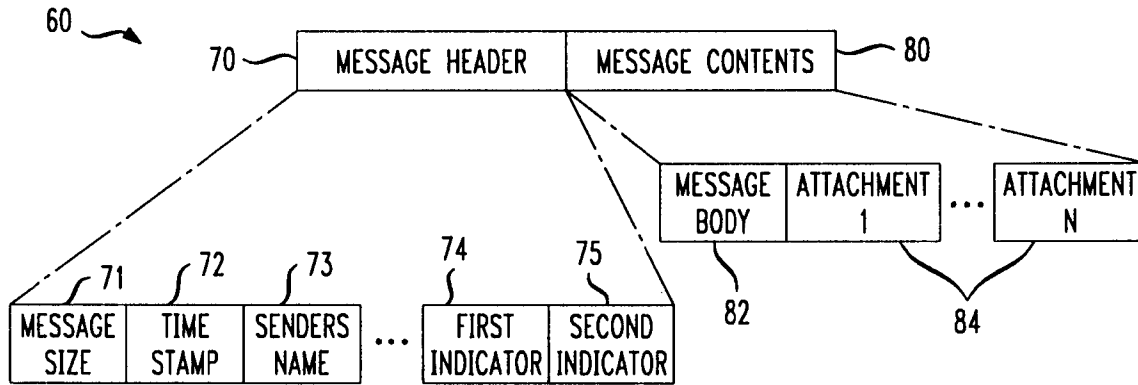 60
70 MESSAGE HEADER MESSAGE CONTENTS 80
MESSAGE BODY ATTACHMENT 1 ... ATTACHMENT N
82 84
71 72 73 74 75
MESSAGE SIZE TIME STAMP SENDERS NAME ... FIRST INDICATOR SECOND INDICATOR